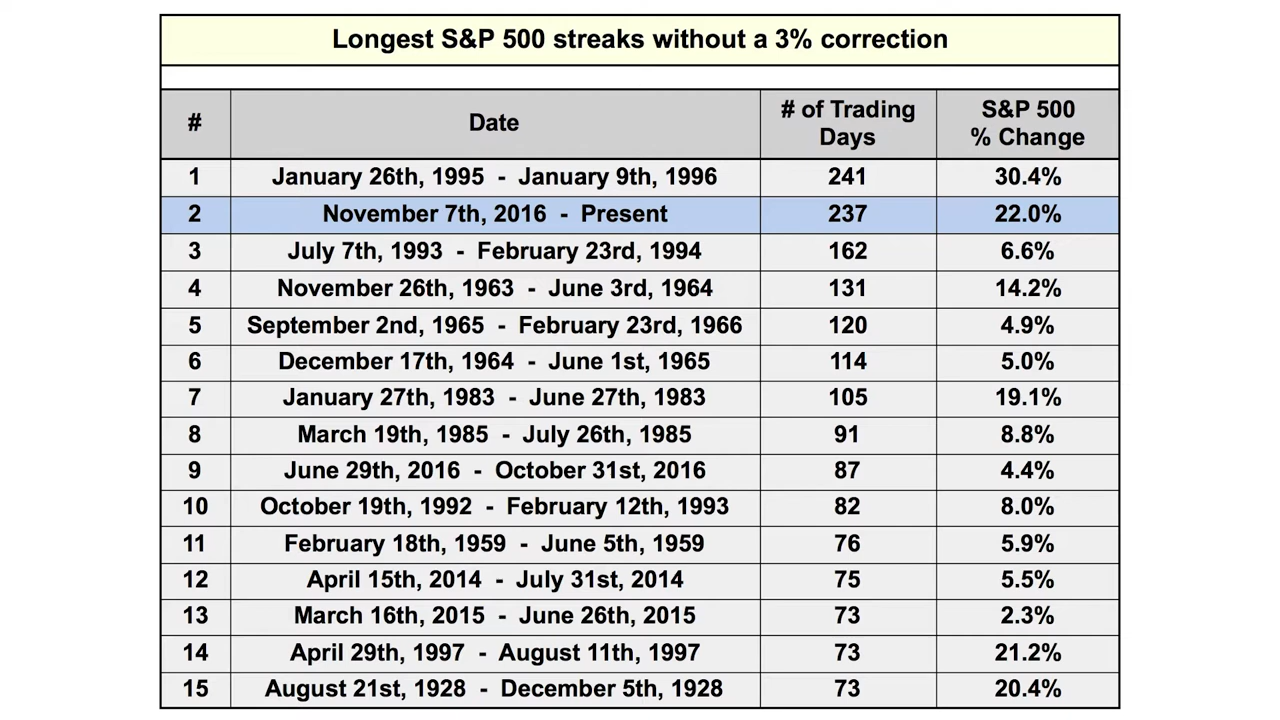 Longest S&P 500 streaks without a 3% correction
# Date # of Trading Days S&P 500 % Change
1 January 26th, 1995 - January 9th, 1996 241 30.4%
2 November 7th, 2016 - Present 237 22.0%
3 July 7th, 1993 - February 23rd, 1994 162 6.6%
4 November 26th, 1963 - June 3rd, 1964 131 14.2%
5 September 2nd, 1965 - February 23rd, 1966 120 4.9%
6 December 17th, 1964 - June 1st, 1965 114 5.0%
7 January 27th, 1983 - June 27th, 1983 105 19.1%
8 March 19th, 1985 - July 26th, 1985 91 8.8%
9 June 29th, 2016 - October 31st, 2016 87 4.4%
10 October 19th, 1992 - February 12th, 1993 82 8.0%
11 February 18th, 1959 - June 5th, 1959 76 5.9%
12 April 15th, 2014 - July 31st, 2014 75 5.5%
13 March 16th, 2015 - June 26th, 2015 73 2.3%
14 April 29th, 1997 - August 11th, 1997 73 21.2%
15 August 21st, 1928 - December 5th, 1928 73 20.4%